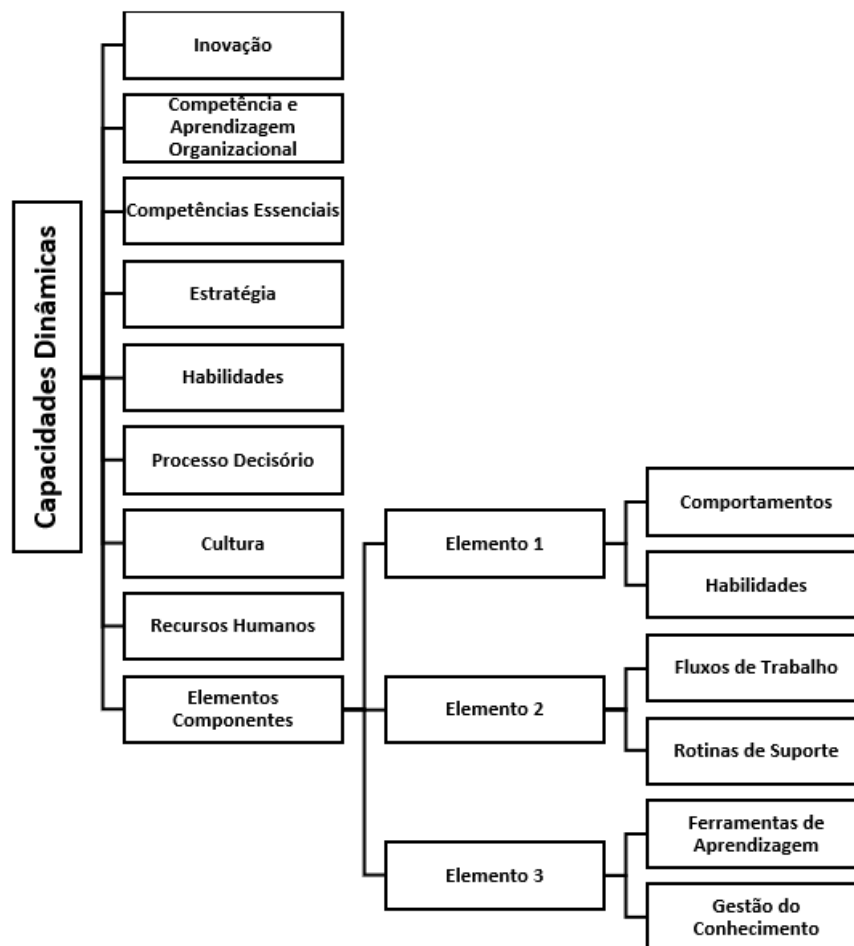 Capacidades Dinâmicas
Inovação
Competência e
Aprendizagem
Organizacional
Competências Essenciais
Estratégia
Habilidades
Processo Decisório
Cultura
Recursos Humanos
Elementos
Componentes
Elemento 1
Comportamentos
Habilidades
Elemento 2
Fluxos de Trabalho
Rotinas de Suporte
Elemento 3
Ferramentas de
Aprendizagem
Gestão do
Conhecimento